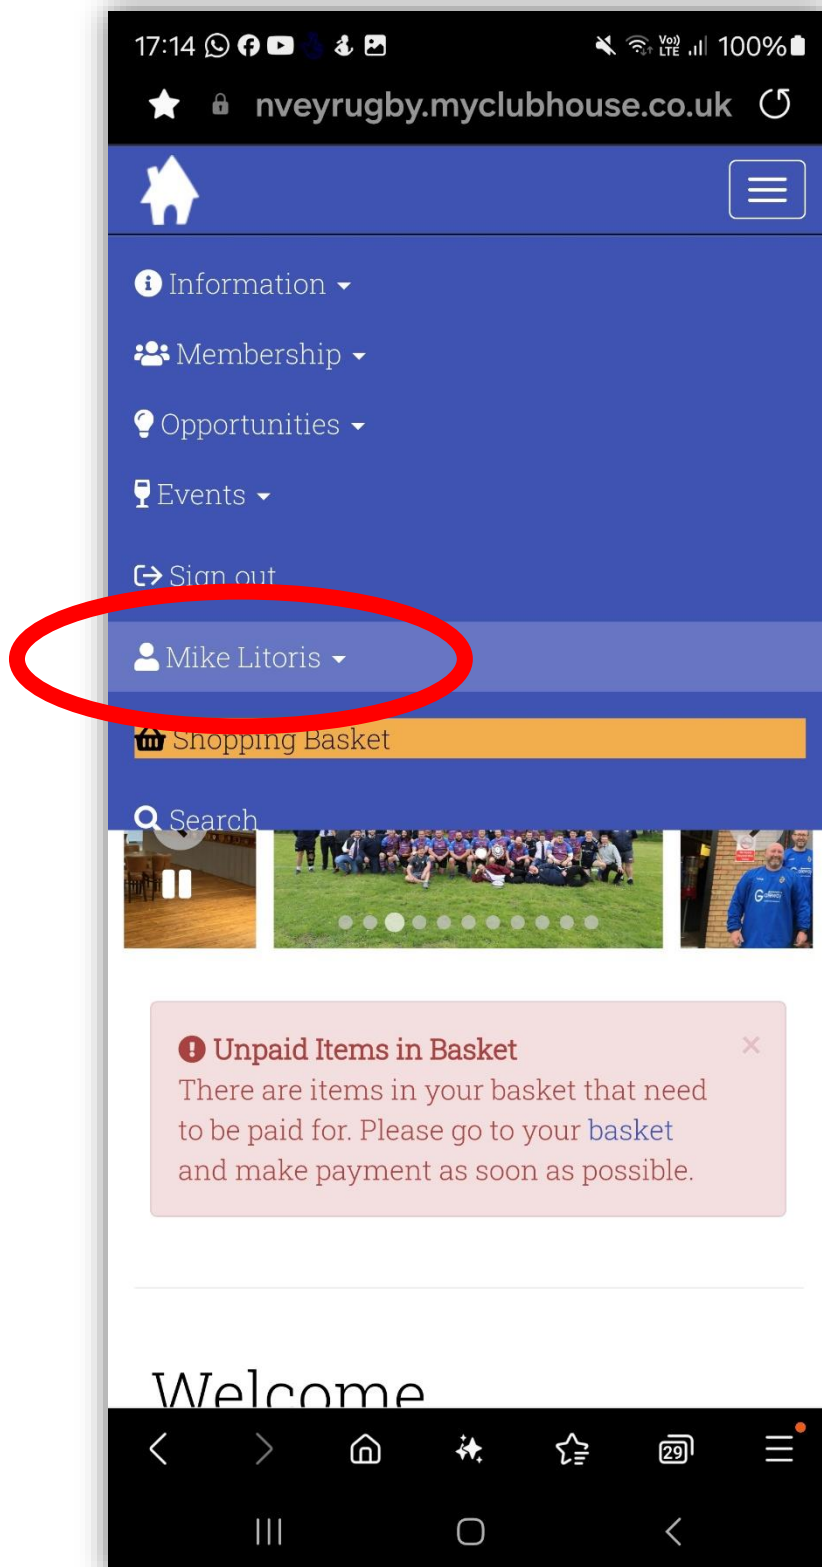 17:14 100%
nveyrugby.myclubhouse.co.uk
Information
Membership
Opportunities
Events
Sign out
Mike Litoris
Shopping Basket
Search
Unpaid Items in Basket ×
There are items in your basket that need
to be paid for. Please go to your basket
and make payment as soon as possible.
Welcome
29